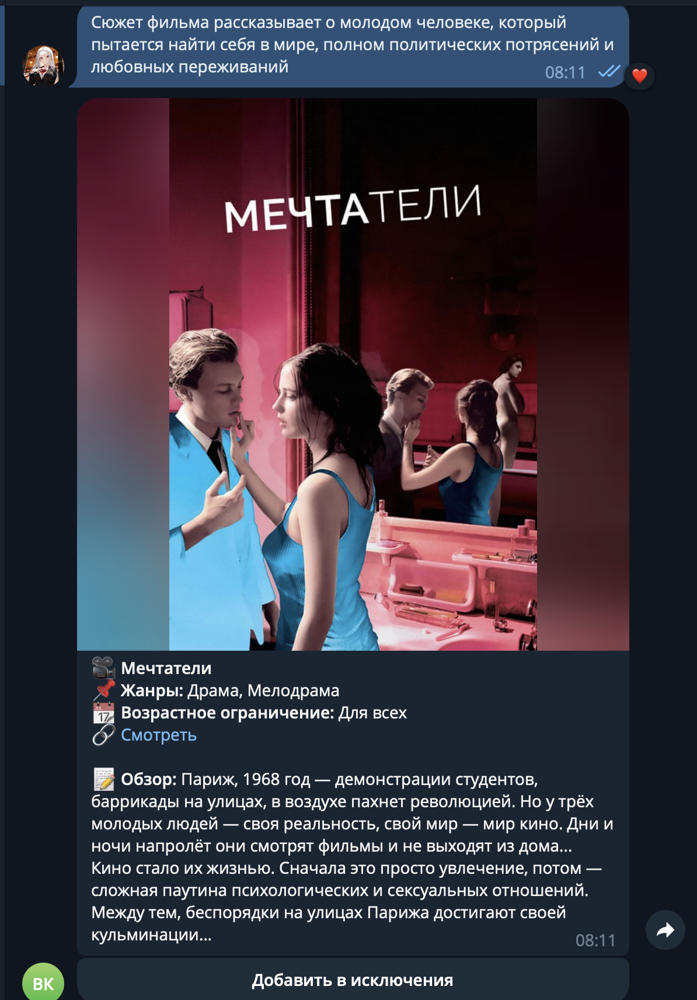 Сюжет фильма рассказывает о молодом человеке, который
пытается найти себя в мире, полном политических потрясений и
любовных переживаний
08:11
МЕЧТАТЕЛИ
Мечтатели
Жанры: Драма, Мелодрама
JUL
17
Возрастное ограничение: Для всех
Смотреть
Обзор: Париж, 1968 год — демонстрации студентов,
баррикады на улицах, в воздухе пахнет революцией. Но у трёх
молодых людей — своя реальность, свой мир — мир кино. Дни и
ночи напролёт они смотрят фильмы и не выходят из дома...
Кино стало их жизнью. Сначала это просто увлечение, потом —
сложная паутина психологических и сексуальных отношений.
Между тем, беспорядки на улицах Парижа достигают своей
кульминации...
08:11
ВК
Добавить в исключения